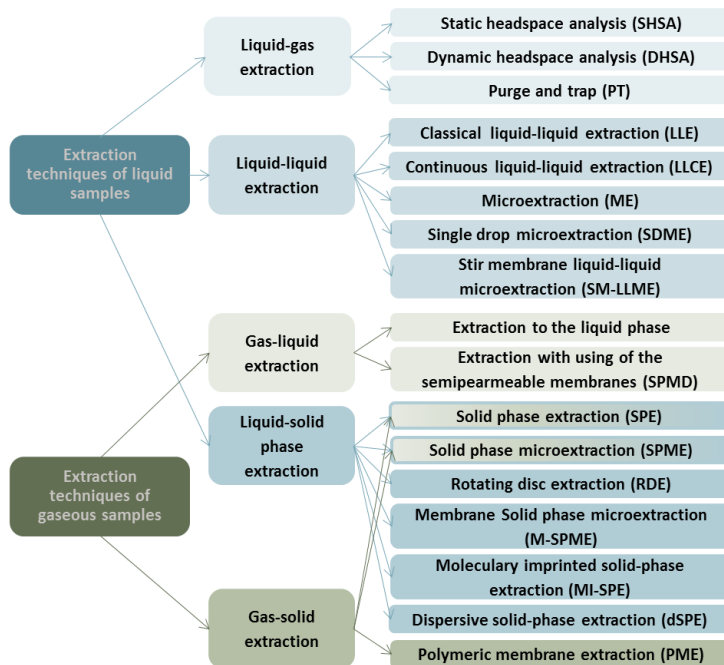 Extraction
techniques of liquid
samples
Liquid-gas
extraction
Static headspace analysis (SHSA)
Dynamic headspace analysis (DHSA)
Purge and trap (PT)
Liquid-liquid
extraction
Classical liquid-liquid extraction (LLE)
Continuous liquid-liquid extraction (LLCE)
Microextraction (ME)
Single drop microextraction (SDME)
Stir membrane liquid-liquid
microextraction (SM-LLME)
Gas-liquid
extraction
Extraction to the liquid phase
Extraction with using of the
semipearmeable membranes (SPMD)
Liquid-solid
phase
extraction
Extraction
techniques of
gaseous samples
Solid phase extraction (SPE)
Solid phase microextraction (SPME)
Rotating disc extraction (RDE)
Membrane Solid phase microextraction
(M-SPME)
Moleculary imprinted solid-phase
extraction (MI-SPE)
Dispersive solid-phase extraction (dSPE)
Gas-solid
extraction
Polymeric membrane extraction (PME)